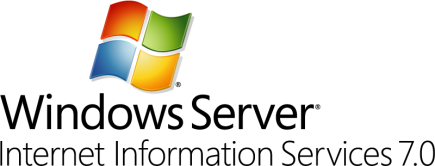 Windows Server®
Internet Information Services 7.0